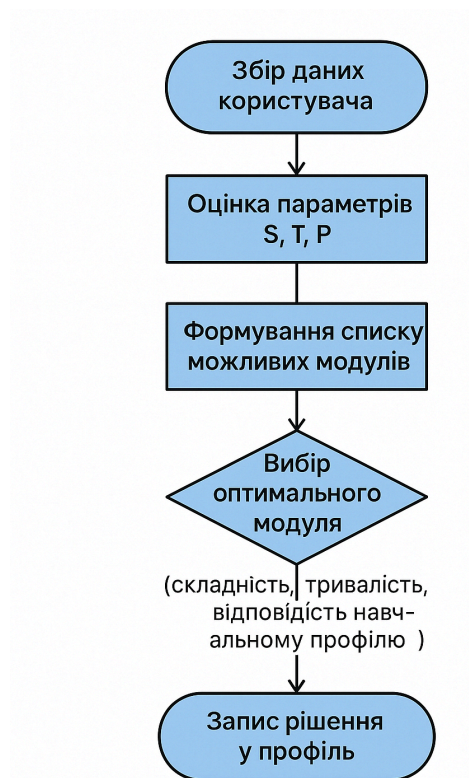 Збір даних
користувача
Оцінка параметрів
S, T, P
Формування списку
можливих модулів
Вибір
оптимального
модуля
(складність, тривалість,
відповідість навч-
альному профілю )
Запис рішення
у профіль